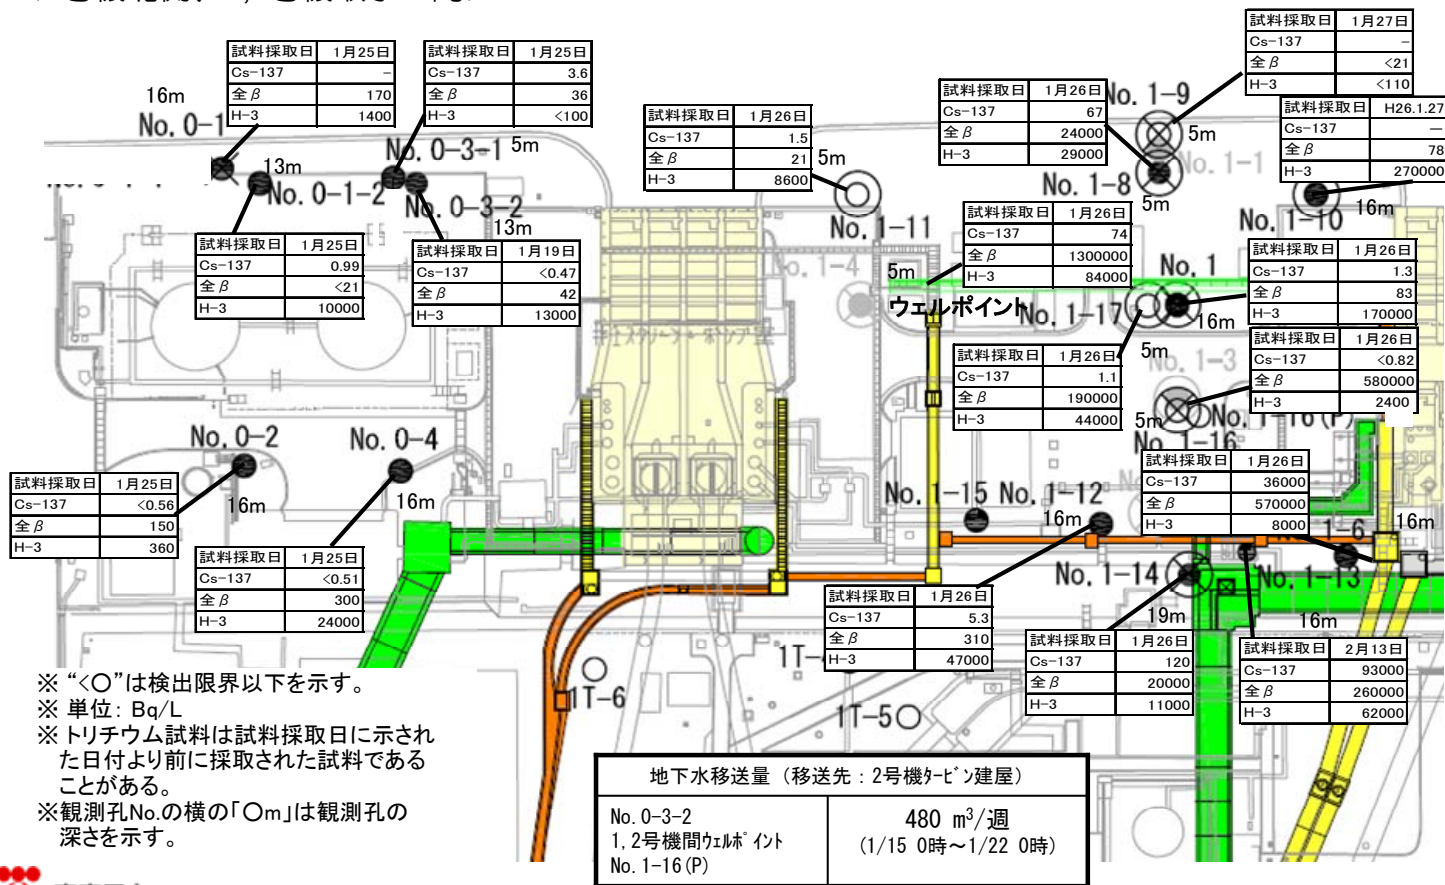 試料採取日 1月25日
Cs-137 -
全β 170
H-3 1400
試料採取日 1月25日
Cs-137 3.6
全β 36
H-3 <100
試料採取日 1月27日
Cs-137 -
全β <21
H-3 <110
試料採取日 1月26日
Cs-137 67
全β 24000
H-3 29000
試料採取日 H26.1.27
Cs-137 —
全β 78
H-3 270000
試料採取日 1月26日
Cs-137 1.5
全β 21
H-3 8600
16m
No. 0-1
No. 0-3-1
5m
13m
No. 0-1-2
No. 0-3-2
13m
5m
No. 1-11
No. 1-9
5m
No. 1-1
No. 1-8
5m
No. 1-10
16m
試料採取日 1月25日
Cs-137 0.99
全β <21
H-3 10000
試料採取日 1月19日
Cs-137 <0.47
全β 42
H-3 13000
試料採取日 1月26日
Cs-137 74
全β 1300000
H-3 84000
試料採取日 1月26日
Cs-137 1.3
全β 83
H-3 170000
5m
ウェルポイント
No. 1-17
No. 1
16m
5m
No. 1-3
試料採取日 1月26日
Cs-137 1.1
全β 190000
H-3 44000
試料採取日 1月26日
Cs-137 <0.82
全β 580000
H-3 2400
5m
No. 1-16(P)
No. 1-16
No. 0-2
16m
No. 0-4
16m
試料採取日 1月25日
Cs-137 <0.56
全β 150
H-3 360
試料採取日 1月25日
Cs-137 <0.51
全β 300
H-3 24000
試料採取日 1月26日
Cs-137 36000
全β 570000
H-3 8000
No. 1-15
No. 1-12
16m
1-6
16m
No. 1-14
19m
No. 1-13
16m
試料採取日 1月26日
Cs-137 5.3
全β 310
H-3 47000
試料採取日 1月26日
Cs-137 120
全β 20000
H-3 11000
試料採取日 2月13日
Cs-137 93000
全β 260000
H-3 62000
1T-6
1T-5
※ “<〇”は検出限界以下を示す。
※ 単位: Bq/L
※ トリチウム試料は試料採取日に示され
た日付より前に採取された試料である
ことがある。
※観測孔No.の横の「〇m」は観測孔の
深さを示す。
地下水移送量 (移送先:2号機ﾀｰﾋﾞﾝ建屋)
No. 0-3-2
1, 2号機間ｳｪﾙﾎﾟｲﾝﾄ
No. 1-16(P)
480 m³/週
(1/15 0時~1/22 0時)